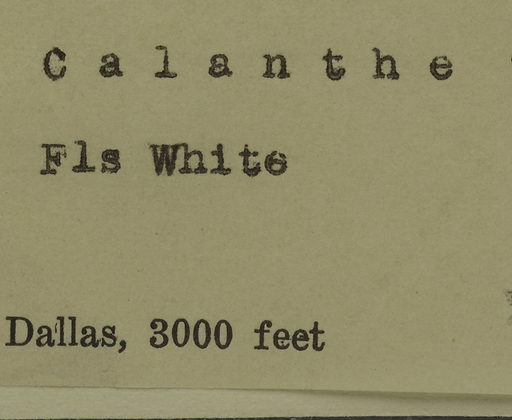 Calanthe
Fls White
Dallas, 3000 feet